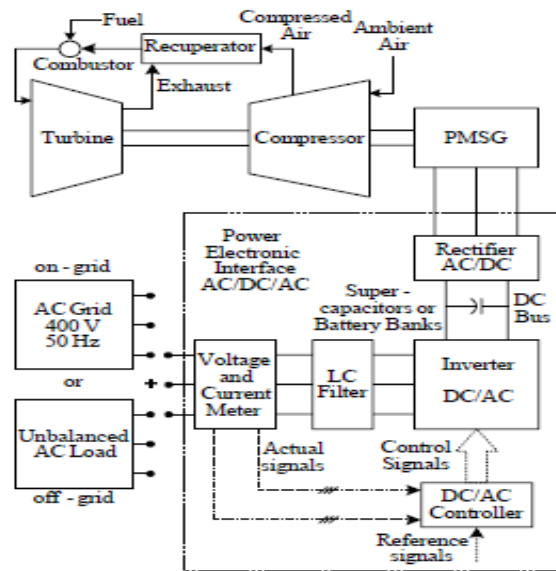 Fuel
Compressed
Air
Ambient
Air
Recuperator
Combustor
Exhaust
Turbine
Compressor
PMSG
Power
Electronic
Interface
AC/DC/AC
Rectifier
AC/DC
on - grid
AC Grid
400 V
50 Hz
Super -
capacitors or
Battery Banks
DC
Bus
or
Voltage
and
Current
Meter
LC
Filter
Inverter
DC/AC
Unbalanced
AC Load
off - grid
Actual
signals
Control
Signals
DC/AC
Controller
Reference
signals